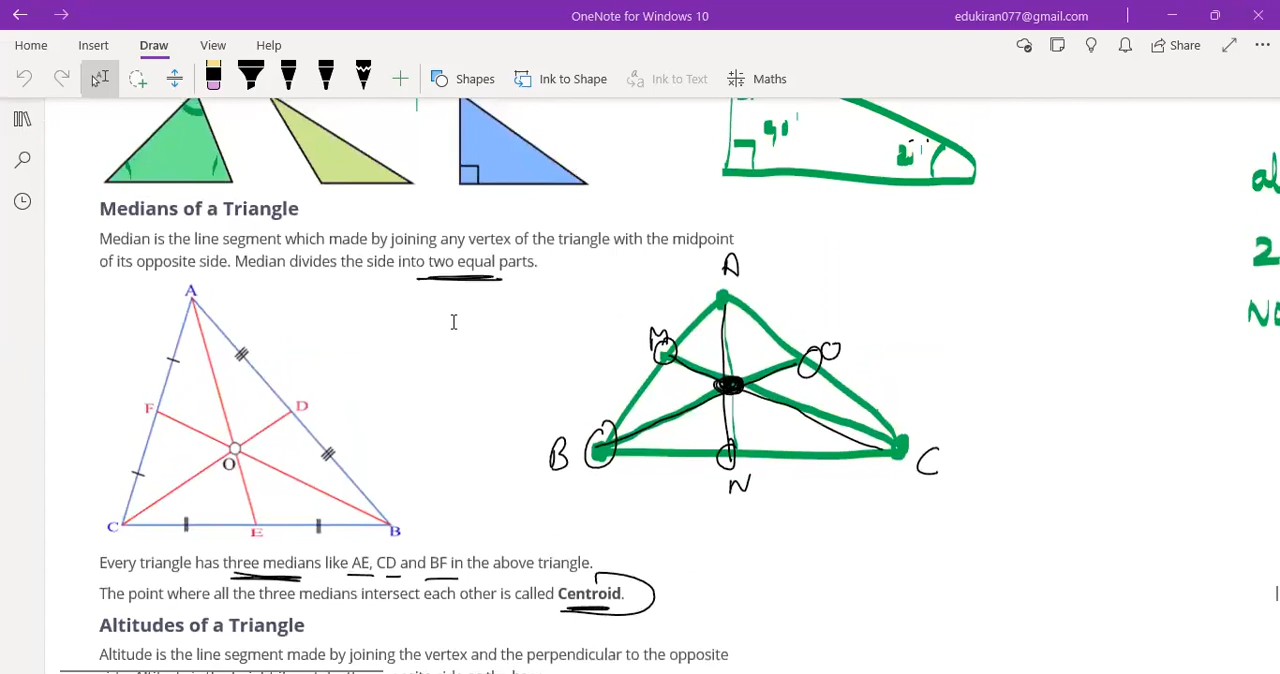 OneNote for Windows 10
edukiran077@gmail.com
Home Insert Draw View Help
Share
Shapes Ink to Shape Ink to Text Maths
90°
Medians of a Triangle
Median is the line segment which made by joining any vertex of the triangle with the midpoint
of its opposite side. Median divides the side into two equal parts.
A
F
D
O
C
E
B
A
M
O
B
C
N
2
Every triangle has three medians like AE, CD and BF in the above triangle.
The point where all the three medians intersect each other is called Centroid.
Altitudes of a Triangle
Altitude is the line segment made by joining the vertex and the perpendicular to the opposite